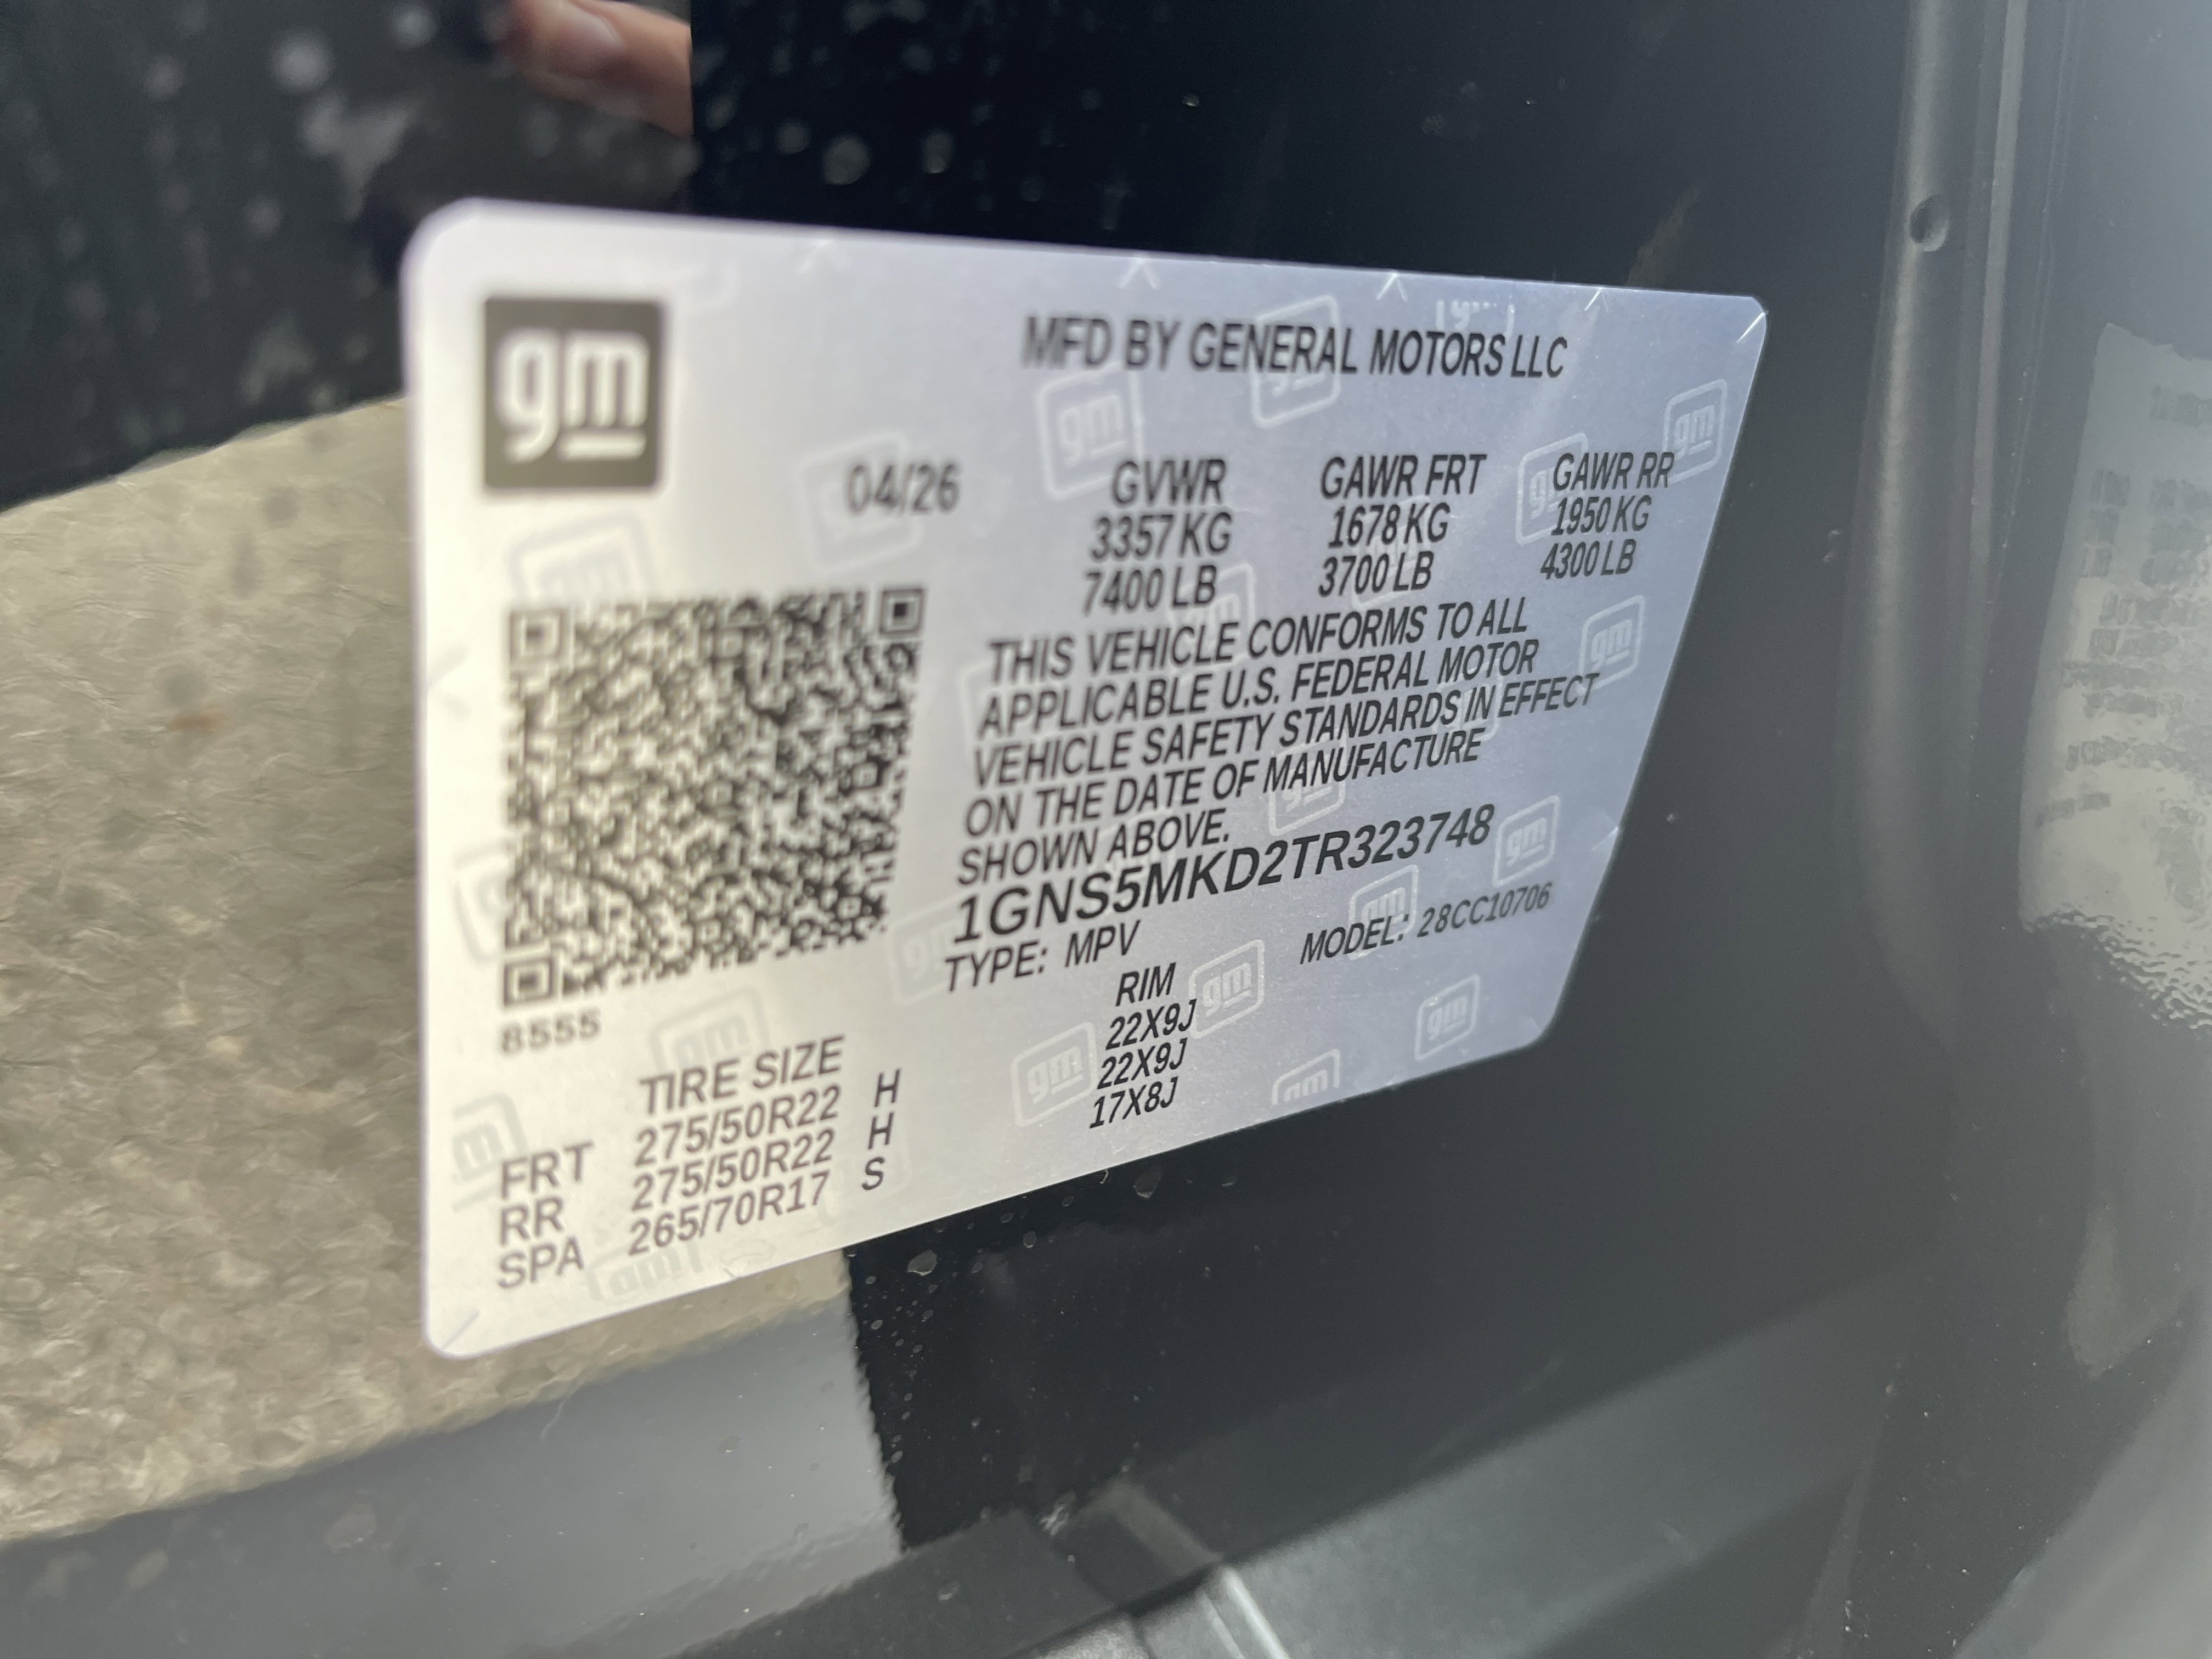 gm
MFD BY GENERAL MOTORS LLC
04/26
GVWR GAWR FRT GAWR RR
3357 KG 1678 KG 1950 KG
7400 LB 3700 LB 4300 LB
THIS VEHICLE CONFORMS TO ALL
APPLICABLE U.S. FEDERAL MOTOR
VEHICLE SAFETY STANDARDS IN EFFECT
ON THE DATE OF MANUFACTURE
SHOWN ABOVE.
1GNS5MKD2TR323748
TYPE: MPV MODEL: 28CC10706
8555
TIRE SIZE RIM
FRT 275/50R22 H 22X9J
RR 275/50R22 H 22X9J
SPA 265/70R17 S 17X8J